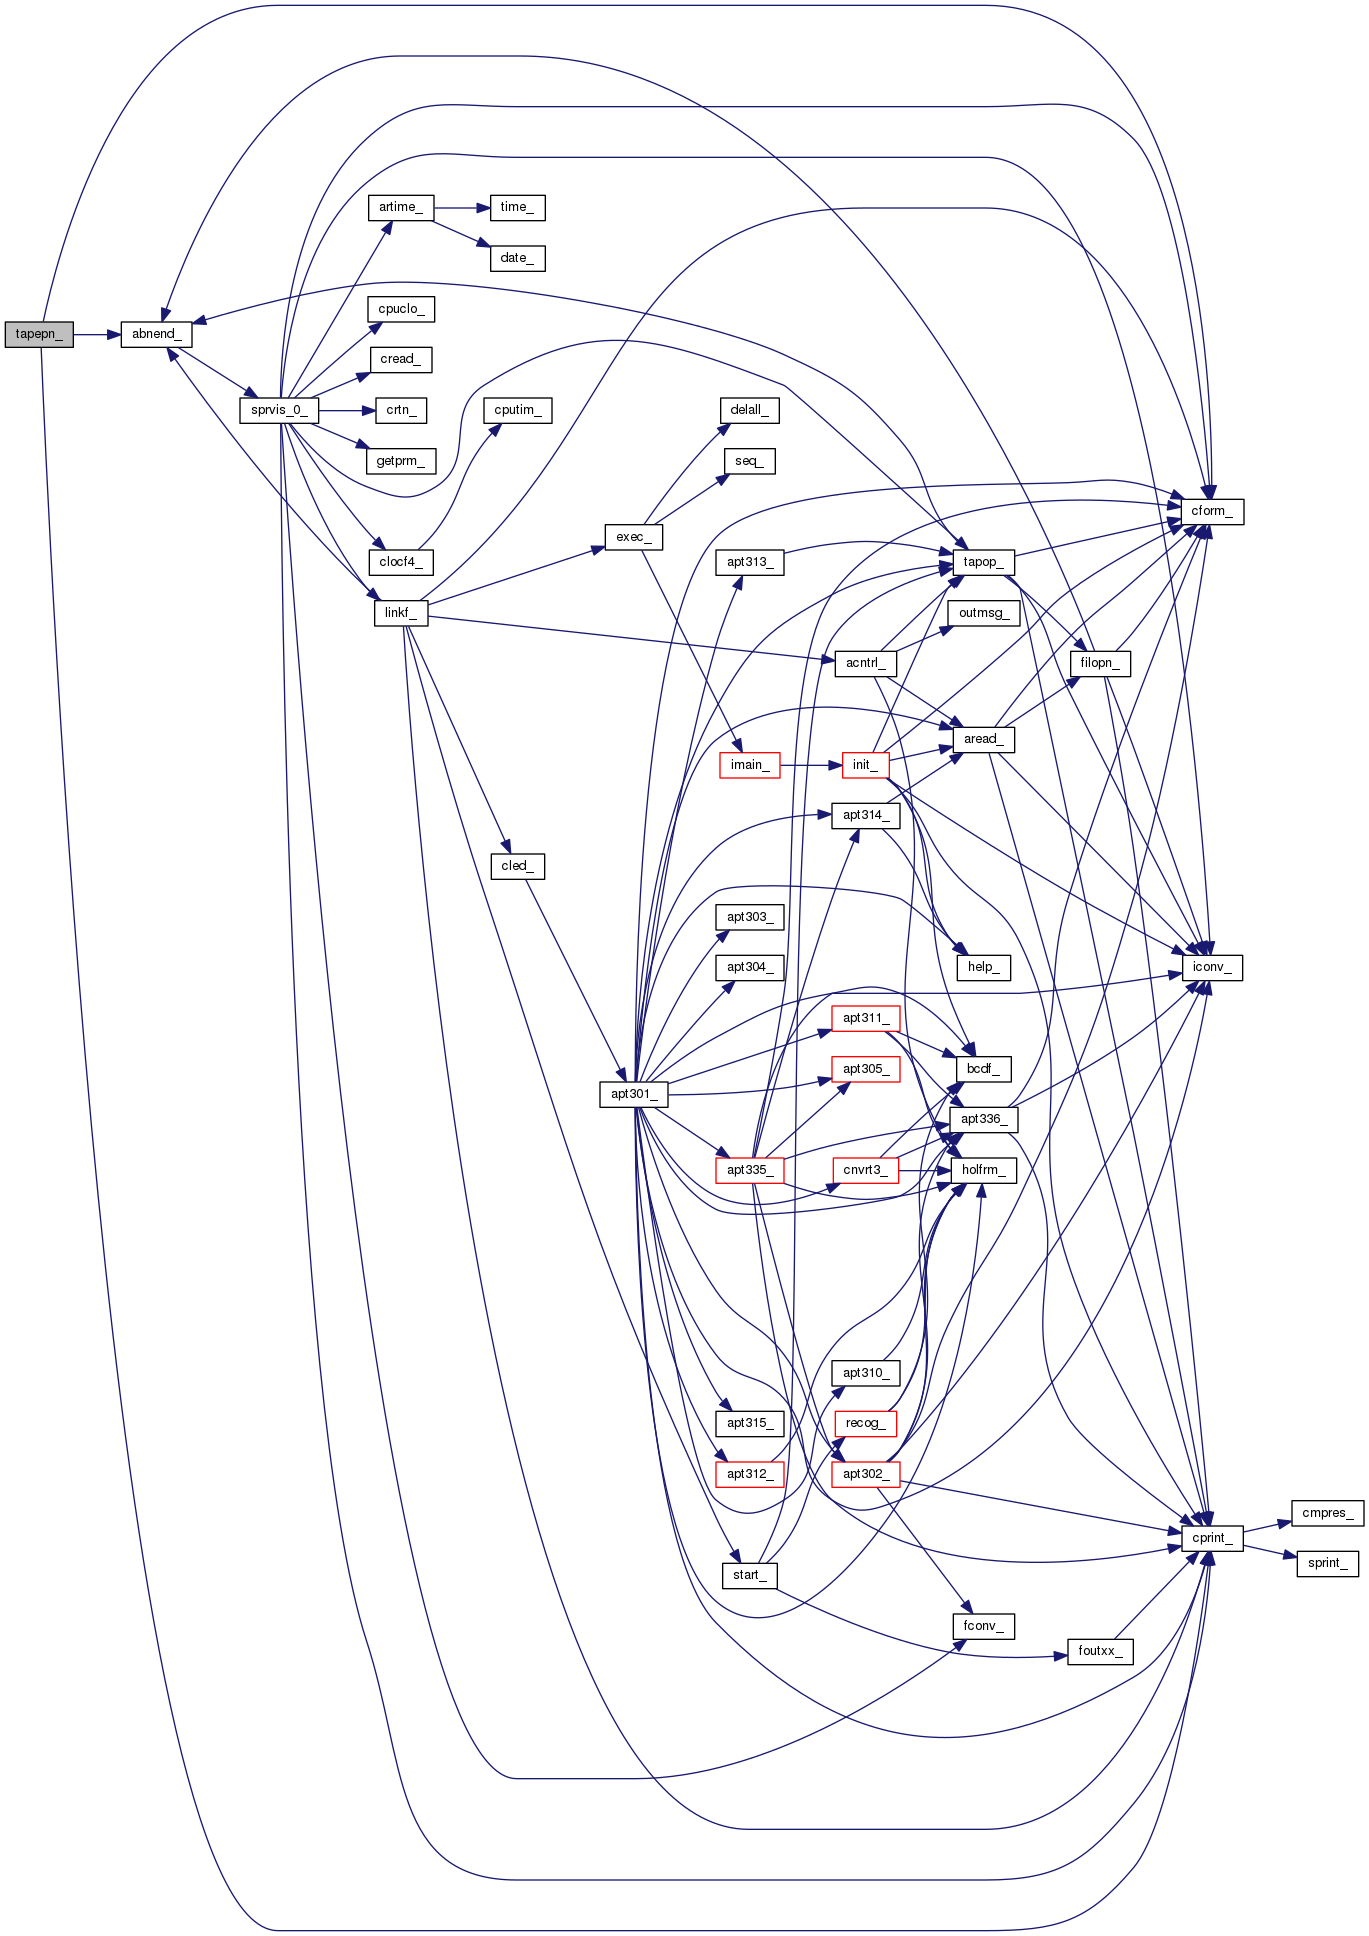 tapepn_
abnend_
sprvis_0_
artime_
time_
date_
cpuclo_
cread_
crtn_
getprm_
clocf4_
cputim_
linkf_
exec_
delall_
seq_
cform_
apt313_
tapop_
outmsg_
acntrl_
filopn_
aread_
imain_
init_
apt314_
cled_
apt303_
apt304_
help_
iconv_
apt311_
apt305_
bcdf_
apt301_
apt336_
apt335_
cnvrt3_
holfrm_
apt310_
apt315_
recog_
apt312_
apt302_
cmpres_
cprint_
sprint_
start_
fconv_
foutxx_